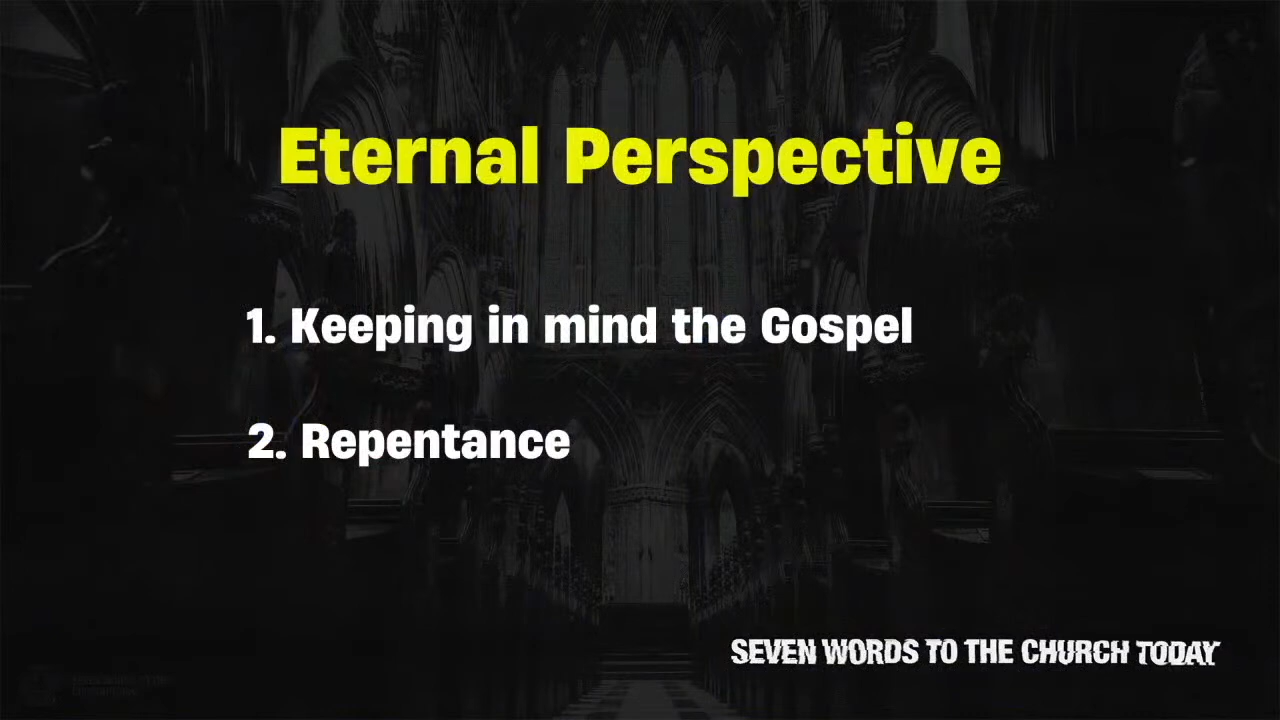 Eternal Perspective
1. Keeping in mind the Gospel
2. Repentance
SEVEN WORDS TO THE CHURCH TODAY